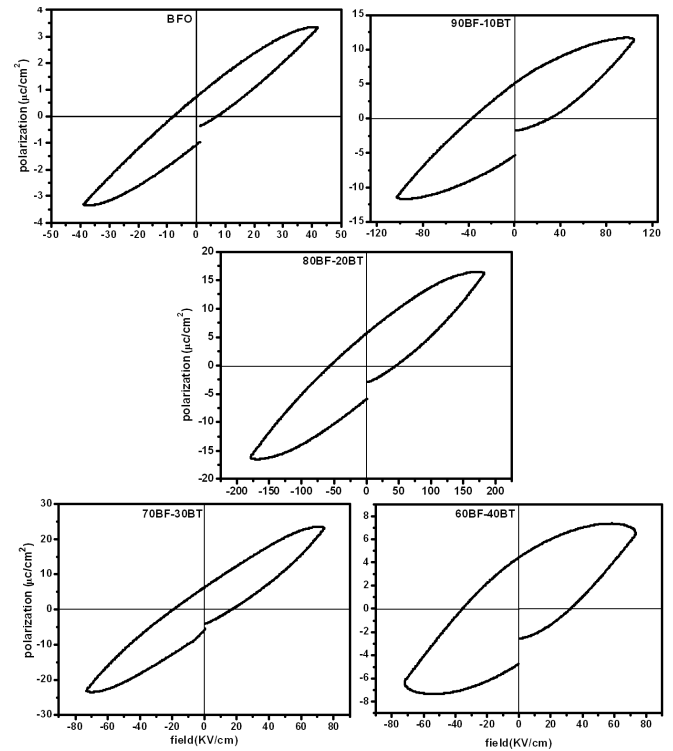 BFO
polarization (μc/cm²)
4
3
2
1
0
-1
-2
-3
-4
-50 -40 -30 -20 -10 0 10 20 30 40 50
90BF-10BT
15
10
5
0
-5
-10
-15
-120 -80 -40 0 40 80 120
80BF-20BT
polarization (μc/cm²)
20
15
10
5
0
-5
-10
-15
-20
-200 -150 -100 -50 0 50 100 150 200
70BF-30BT
polarization (μc/cm²)
30
20
10
0
-10
-20
-30
-80 -60 -40 -20 0 20 40 60 80
field(KV/cm)
60BF-40BT
8
6
4
2
0
-2
-4
-6
-8
-80 -60 -40 -20 0 20 40 60 80
field(KV/cm)